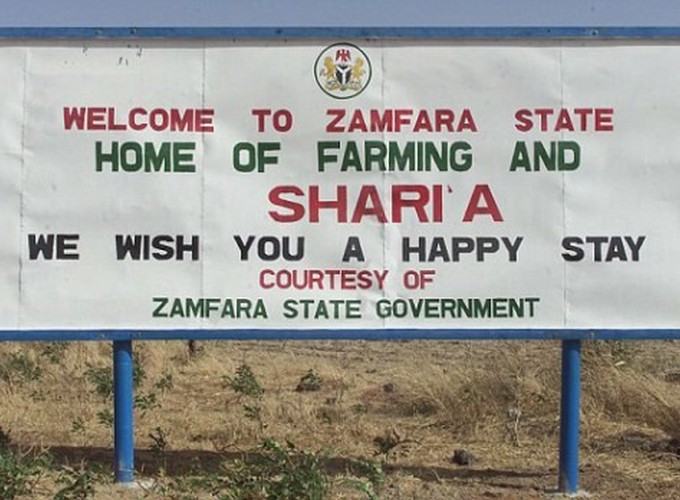 WELCOME TO ZAMFARA STATE
HOME OF FARMING AND
SHARI'A
WE WISH YOU A HAPPY STAY
COURTESY OF
ZAMFARA STATE GOVERNMENT